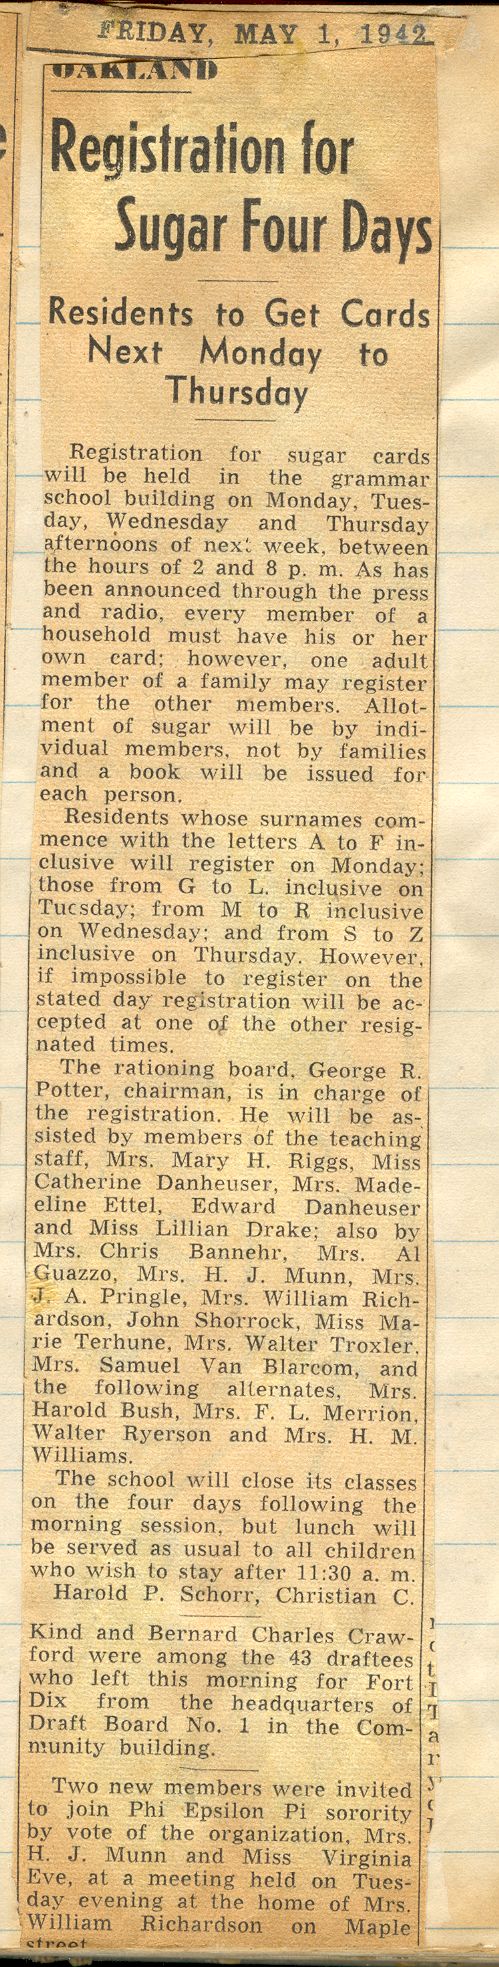 FRIDAY, MAY 1, 1942
OAKLAND
Registration for
Sugar Four Days
Residents to Get Cards
Next Monday to
Thursday
Registration for sugar cards
will be held in the grammar
school building on Monday, Tues-
day, Wednesday and Thursday
afternoons of next week, between
the hours of 2 and 8 p. m. As has
been announced through the press
and radio, every member of a
household must have his or her
own card; however, one adult
member of a family may register
for the other members. Allot-
ment of sugar will be by indi-
vidual members, not by families
and a book will be issued for
each person.
Residents whose surnames com-
mence with the letters A to F in-
clusive will register on Monday;
those from G to L. inclusive on
Tuesday; from M to R inclusive
on Wednesday; and from S to Z
inclusive on Thursday. However,
if impossible to register on the
stated day registration will be ac-
cepted at one of the other resig-
nated times.
The rationing board, George R.
Potter, chairman, is in charge of
the registration. He will be as-
sisted by members of the teaching
staff, Mrs. Mary H. Riggs, Miss
Catherine Danheuser, Mrs. Made-
eline Ettel, Edward Danheuser
and Miss Lillian Drake; also by
Mrs. Chris Bannehr, Mrs. Al
Guazzo, Mrs. H. J. Munn, Mrs.
J. A. Pringle, Mrs. William Rich-
ardson, John Shorrock, Miss Ma-
rie Terhune, Mrs. Walter Troxler,
Mrs. Samuel Van Blarcom, and
the following alternates, Mrs.
Harold Bush, Mrs. F. L. Merrion,
Walter Ryerson and Mrs. H. M.
Williams.
The school will close its classes
on the four days following the
morning session, but lunch will
be served as usual to all children
who wish to stay after 11:30 a. m.
Harold P. Schorr, Christian C.
Kind and Bernard Charles Craw-
ford were among the 43 draftees
who left this morning for Fort
Dix from the headquarters of
Draft Board No. 1 in the Com-
munity building.
Two new members were invited
to join Phi Epsilon Pi sorority
by vote of the organization, Mrs.
H. J. Munn and Miss Virginia
Eve, at a meeting held on Tues-
day evening at the home of Mrs.
William Richardson on Maple
street